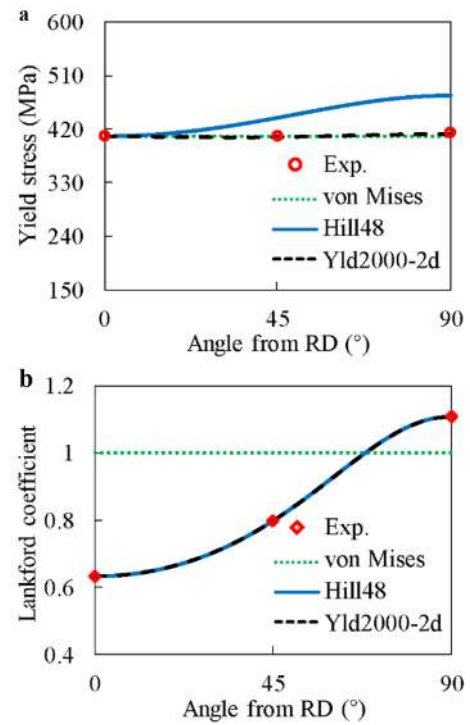 a
600
510
420
330
240
150
Yield stress (MPa)
Exp.
von Mises
Hill48
Yld2000-2d
0
45
90
Angle from RD (°)
b
1.2
1
0.8
0.6
0.4
Lankford coefficient
Exp.
von Mises
Hill48
Yld2000-2d
0
45
90
Angle from RD (°)